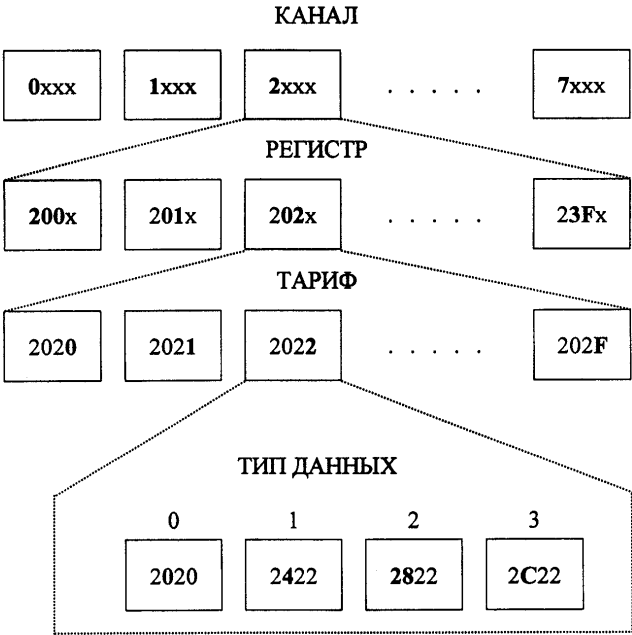 КАНАЛ
0xxx 1xxx 2xxx . . . . . 7xxx
РЕГИСТР
200x 201x 202x . . . . . 23Fx
ТАРИФ
2020 2021 2022 . . . . . 202F
ТИП ДАННЫХ
0 1 2 3
2020 2422 2822 2C22